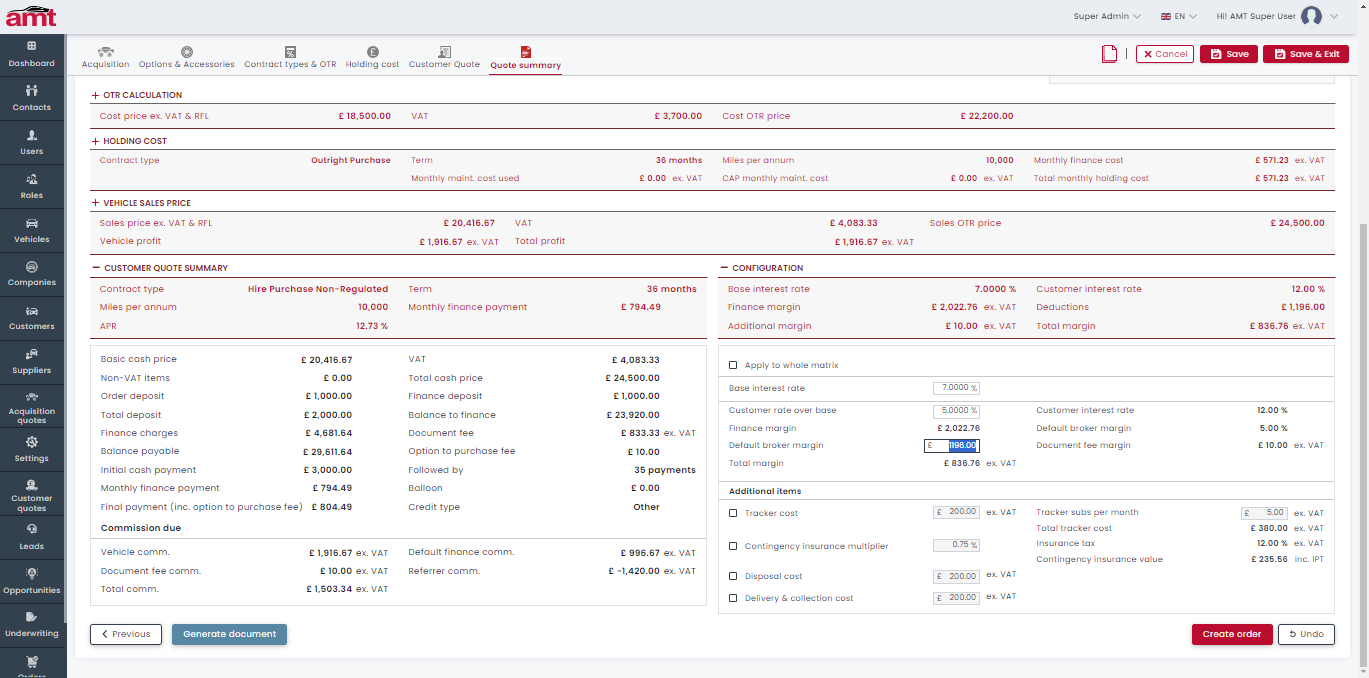 amt
Super Admin
EN
Hi! AMT Super User
Dashboard
Contacts
Users
Roles
Vehicles
Companies
Customers
Suppliers
Acquisition quotes
Settings
Customer quotes
Leads
Opportunities
Underwriting
Orders
Acquisition
Options & Accessories
Contract types & OTR
Holding cost
Customer Quote
Quote summary
Cancel
Save
Save & Exit
OTR CALCULATION
Cost price ex. VAT & RFL £ 18,500.00 VAT £ 3,700.00 Cost OTR price £ 22,200.00
HOLDING COST
Contract type Outright Purchase Term 36 months Miles per annum 10,000 Monthly finance cost £ 571.23 ex. VAT
Monthly maint. cost used £ 0.00 ex. VAT CAP monthly maint. cost £ 0.00 ex. VAT Total monthly holding cost £ 571.23 ex. VAT
VEHICLE SALES PRICE
Sales price ex. VAT & RFL £ 20,416.67 VAT £ 4,083.33 Sales OTR price £ 24,500.00
Vehicle profit £ 1,916.67 ex. VAT Total profit £ 1,916.67 ex. VAT
CUSTOMER QUOTE SUMMARY
Contract type Hire Purchase Non-Regulated Term 36 months
Miles per annum 10,000 Monthly finance payment £ 794.49
APR 12.73 %
Basic cash price £ 20,416.67 VAT £ 4,083.33
Non-VAT items £ 0.00 Total cash price £ 24,500.00
Order deposit £ 1,000.00 Finance deposit £ 1,000.00
Total deposit £ 2,000.00 Balance to finance £ 23,920.00
Finance charges £ 4,681.64 Document fee £ 833.33 ex. VAT
Balance payable £ 29,611.64 Option to purchase fee £ 10.00
Initial cash payment £ 3,000.00 Followed by 35 payments
Monthly finance payment £ 794.49 Balloon £ 0.00
Final payment (inc. option to purchase fee) £ 804.49 Credit type Other
Commission due
Vehicle comm. £ 1,916.67 ex. VAT Default finance comm. £ 996.67 ex. VAT
Document fee comm. £ 10.00 ex. VAT Referrer comm. £ -1,420.00 ex. VAT
Total comm. £ 1,503.34 ex. VAT
CONFIGURATION
Base interest rate 7.0000 % Customer interest rate 12.00 %
Finance margin £ 2,022.76 ex. VAT Deductions £ 1,196.00
Additional margin £ 10.00 ex. VAT Total margin £ 836.76 ex. VAT
Apply to whole matrix
Base interest rate 7.0000 %
Customer rate over base 5.0000 % Customer interest rate 12.00 %
Finance margin £ 2,022.76 Default broker margin 5.00 %
Default broker margin £ 1196.00 Document fee margin £ 10.00 ex. VAT
Total margin £ 836.76 ex. VAT
Additional items
Tracker cost £ 200.00 ex. VAT Tracker subs per month £ 5.00 ex. VAT
Total tracker cost £ 380.00 ex. VAT
Contingency insurance multiplier 0.75 % Insurance tax 12.00 % ex. VAT
Contingency insurance value £ 235.56 inc. IPT
Disposal cost £ 200.00 ex. VAT
Delivery & collection cost £ 200.00 ex. VAT
Previous
Generate document
Create order
Undo